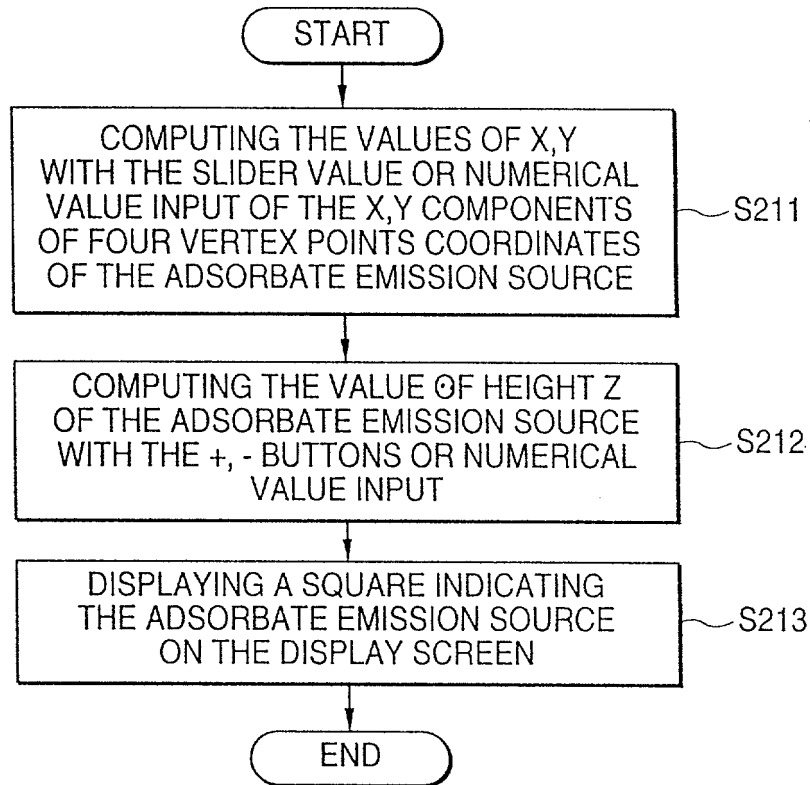 START
COMPUTING THE VALUES OF X,Y
WITH THE SLIDER VALUE OR NUMERICAL
VALUE INPUT OF THE X,Y COMPONENTS
OF FOUR VERTEX POINTS COORDINATES
OF THE ADSORBATE EMISSION SOURCE
S211
COMPUTING THE VALUE OF HEIGHT Z
OF THE ADSORBATE EMISSION SOURCE
WITH THE +, - BUTTONS OR NUMERICAL
VALUE INPUT
S212
DISPLAYING A SQUARE INDICATING
THE ADSORBATE EMISSION SOURCE
ON THE DISPLAY SCREEN
S213
END